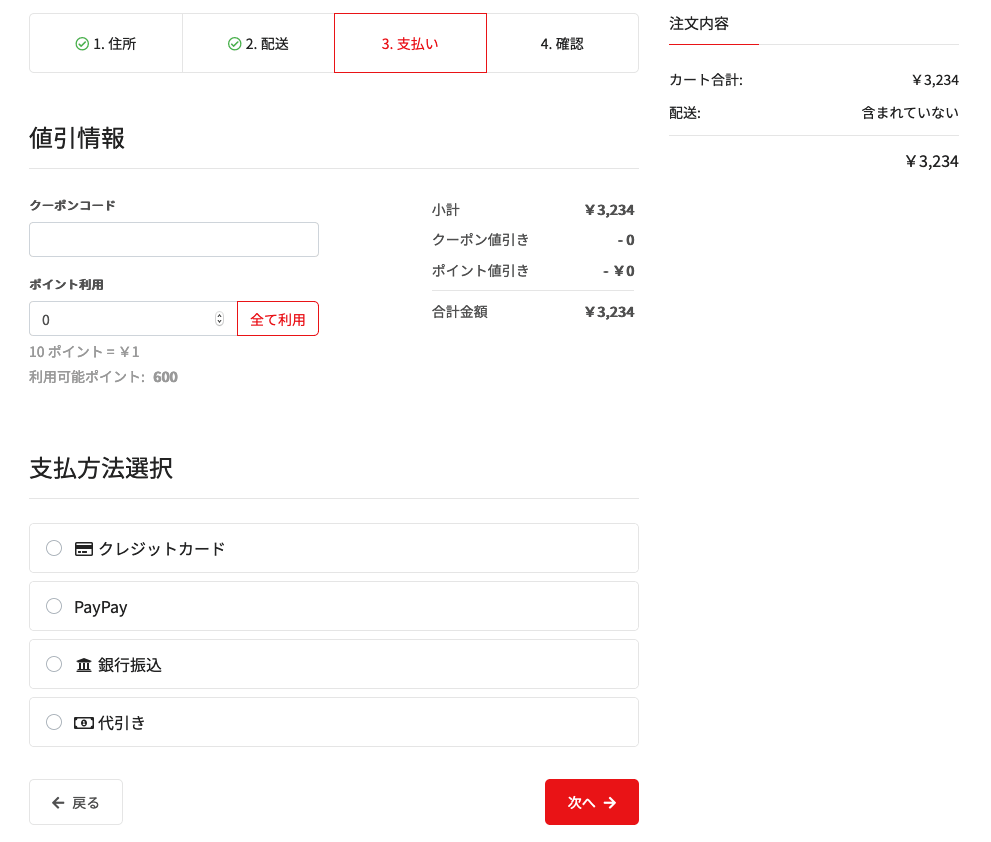 1. 住所
2. 配送
3. 支払い
4. 確認
値引情報
クーポンコード
ポイント利用
0 全て利用
10 ポイント = ￥1
利用可能ポイント: 600
小計 ￥3,234
クーポン値引き - 0
ポイント値引き - ￥0
合計金額 ￥3,234
支払方法選択
クレジットカード
PayPay
銀行振込
代引き
← 戻る
次へ →
注文内容
カート合計: ￥3,234
配送: 含まれていない
￥3,234